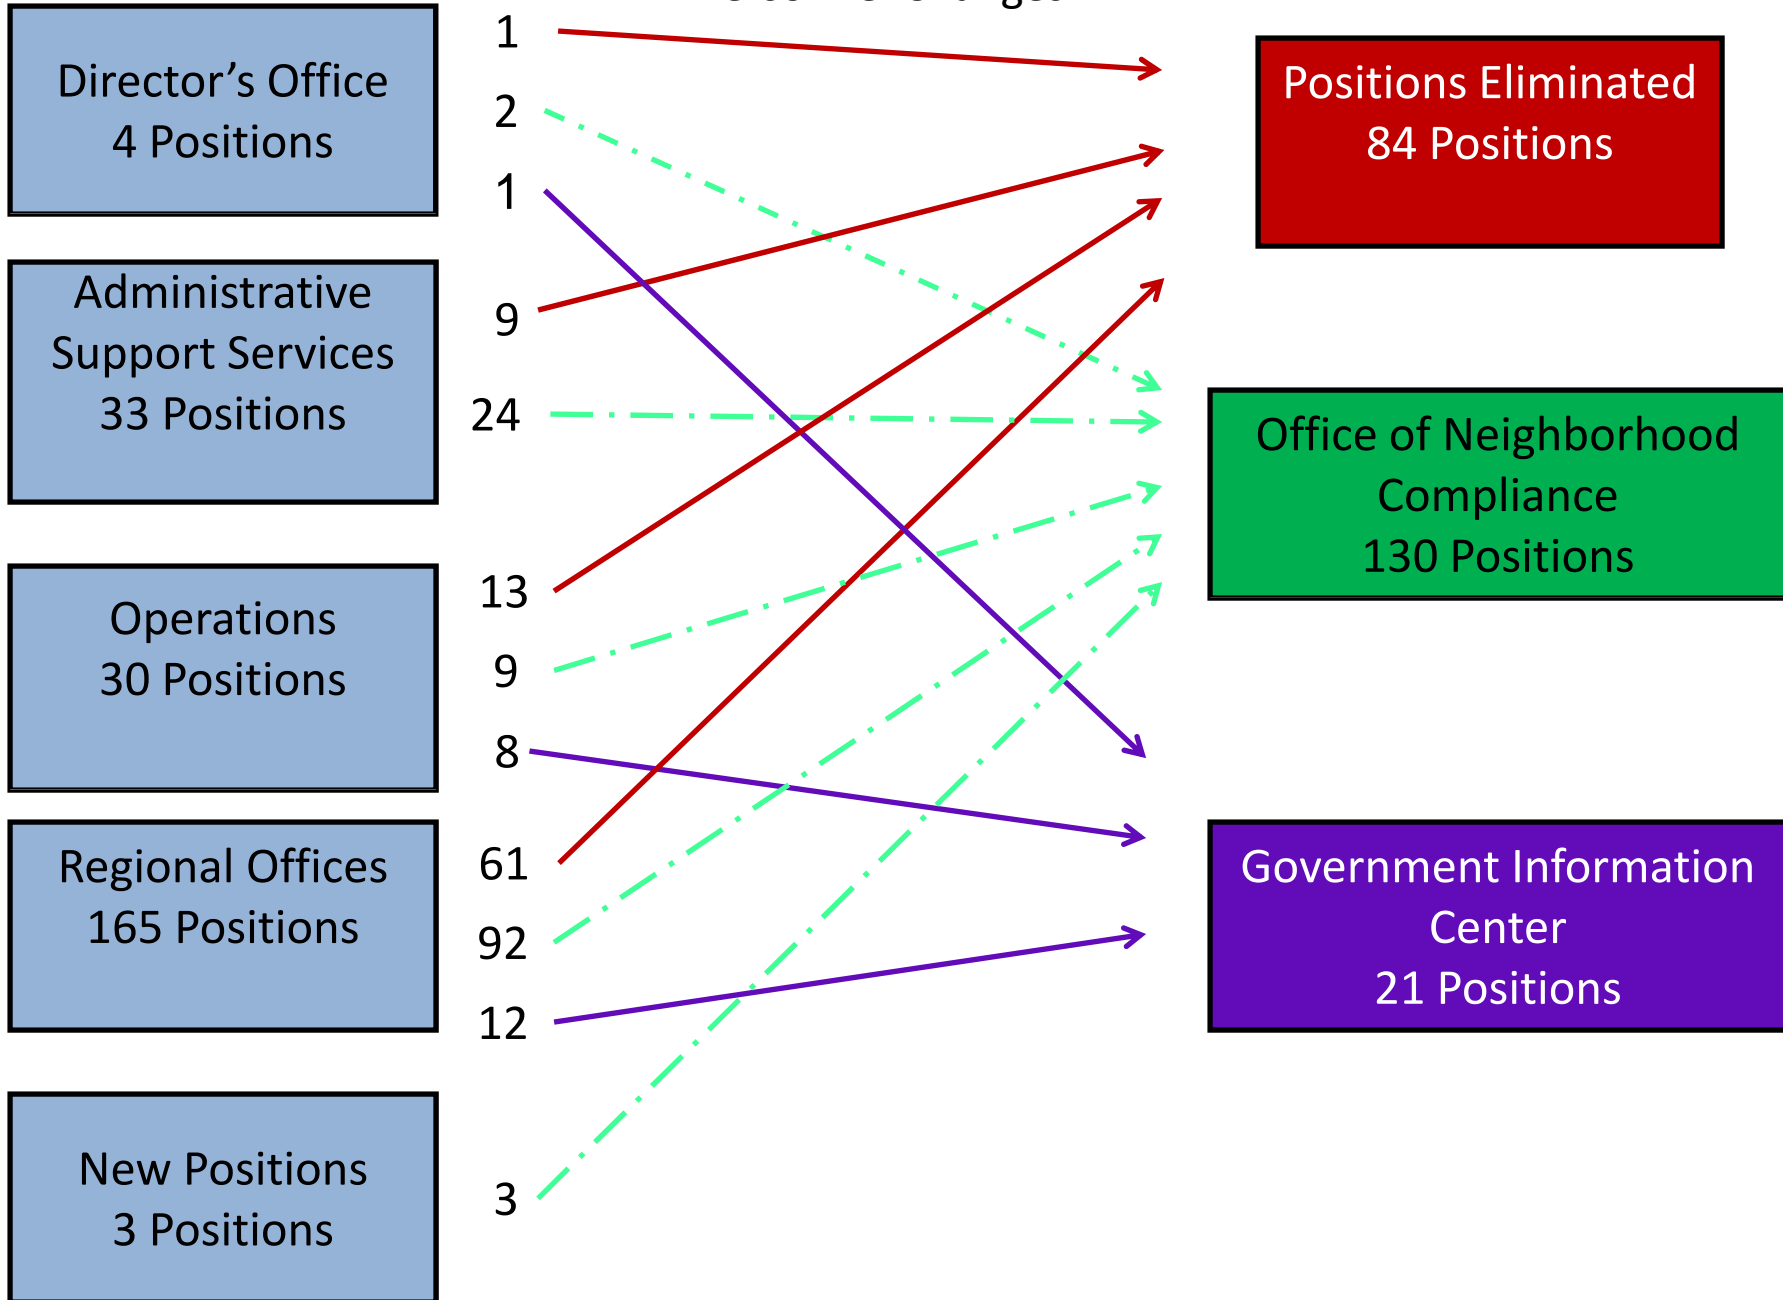 1
Director’s Office
4 Positions
2
1
Positions Eliminated
84 Positions
Administrative
Support Services
33 Positions
9
24
Office of Neighborhood
Compliance
130 Positions
Operations
30 Positions
13
9
8
Regional Offices
165 Positions
61
92
12
Government Information
Center
21 Positions
New Positions
3 Positions
3